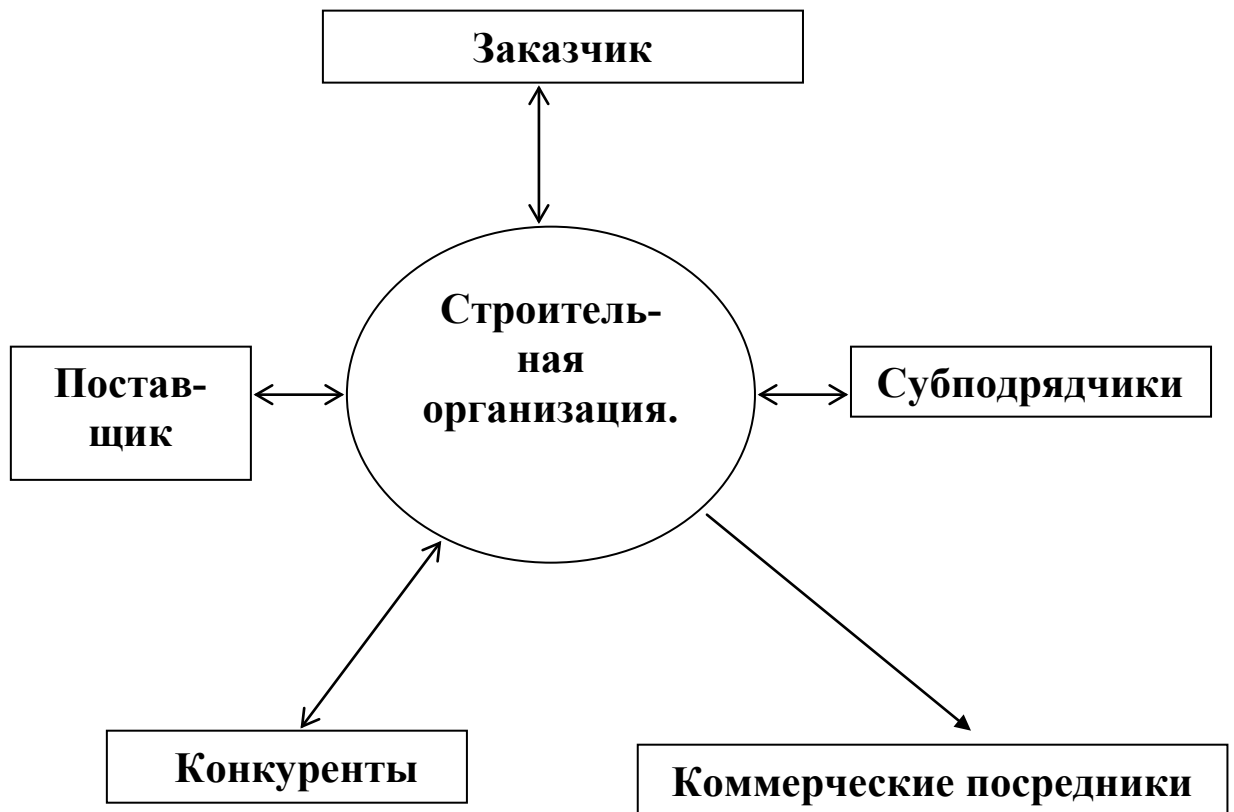 Заказчик
Строитель-
ная
организация.
Постав-
щик
Субподрядчики
Конкуренты
Коммерческие посредники